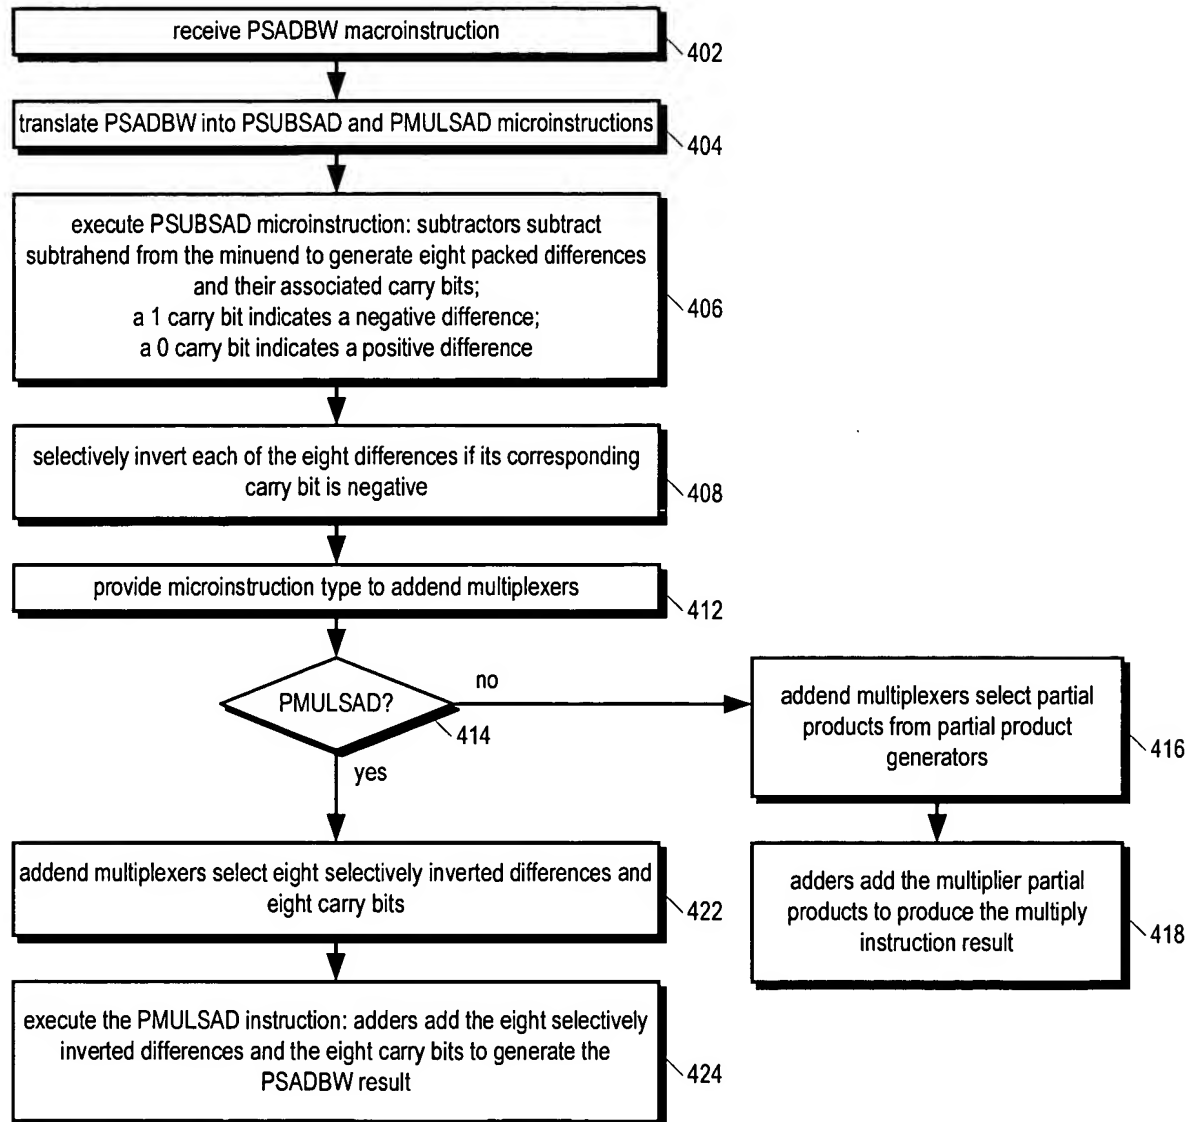 receive PSADBW macroinstruction
402
translate PSADBW into PSUBSAD and PMULSAD microinstructions
404
execute PSUBSAD microinstruction: subtractors subtract
subtrahend from the minuend to generate eight packed differences
and their associated carry bits;
a 1 carry bit indicates a negative difference;
a 0 carry bit indicates a positive difference
406
selectively invert each of the eight differences if its corresponding
carry bit is negative
408
provide microinstruction type to addend multiplexers
412
PMULSAD?
414
no
yes
addend multiplexers select partial
products from partial product
generators
416
adders add the multiplier partial
products to produce the multiply
instruction result
418
addend multiplexers select eight selectively inverted differences and
eight carry bits
422
execute the PMULSAD instruction: adders add the eight selectively
inverted differences and the eight carry bits to generate the
PSADBW result
424